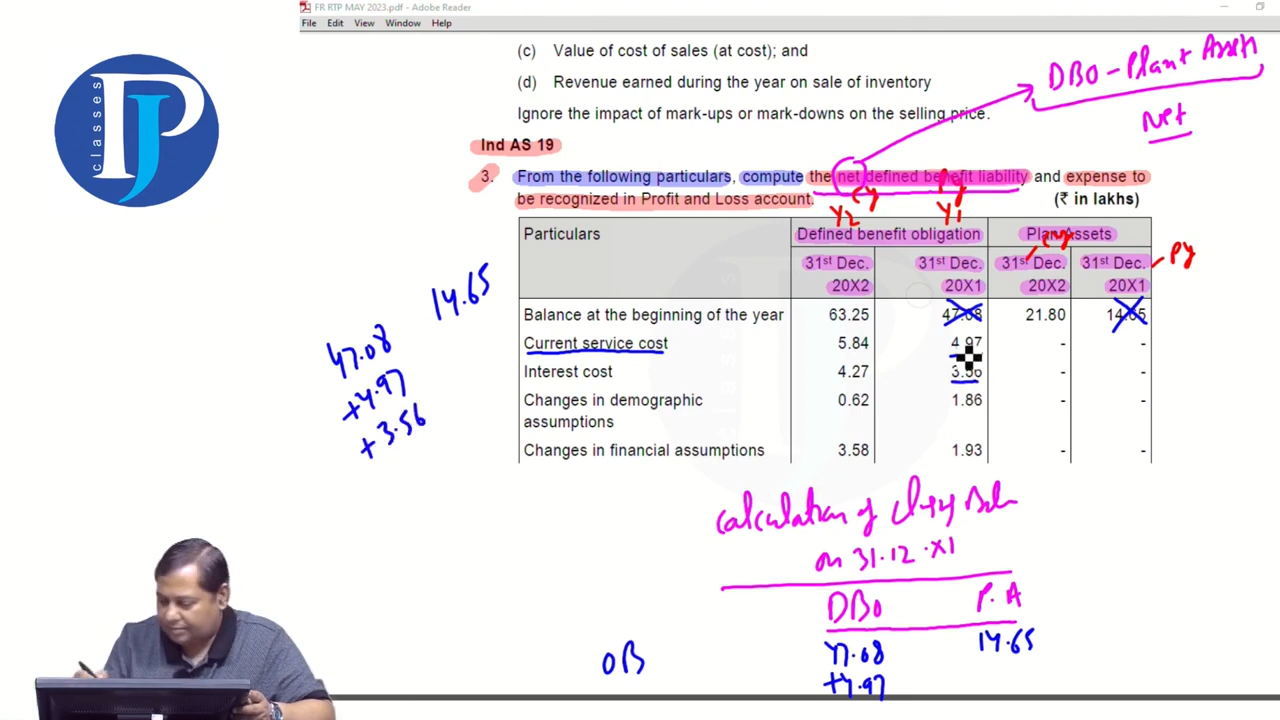 FR RTP MAY 2023.pdf - Adobe Reader
File Edit View Window Help
classes PJ
(c) Value of cost of sales (at cost); and
(d) Revenue earned during the year on sale of inventory
Ignore the impact of mark-ups or mark-downs on the selling price.
DBO - Plant Assets
Net
Ind AS 19
3. From the following particulars, compute the net defined benefit liability and expense to
be recognized in Profit and Loss account. (₹ in lakhs)
Y2 Cy Y1 Py
Particulars Defined benefit obligation Plan Assets
Cy Py
31st Dec. 20X2 31st Dec. 20X1 31st Dec. 20X2 31st Dec. 20X1
Balance at the beginning of the year 63.25 47.08 21.80 14.65
Current service cost 5.84 4.97 - -
Interest cost 4.27 3.56 - -
Changes in demographic assumptions 0.62 1.86 - -
Changes in financial assumptions 3.58 1.93 - -
14.65
47.08
+4.97
+3.56
Calculation of
on 31.12.X1
DBO P.A
OB 47.08 14.65
+4.97